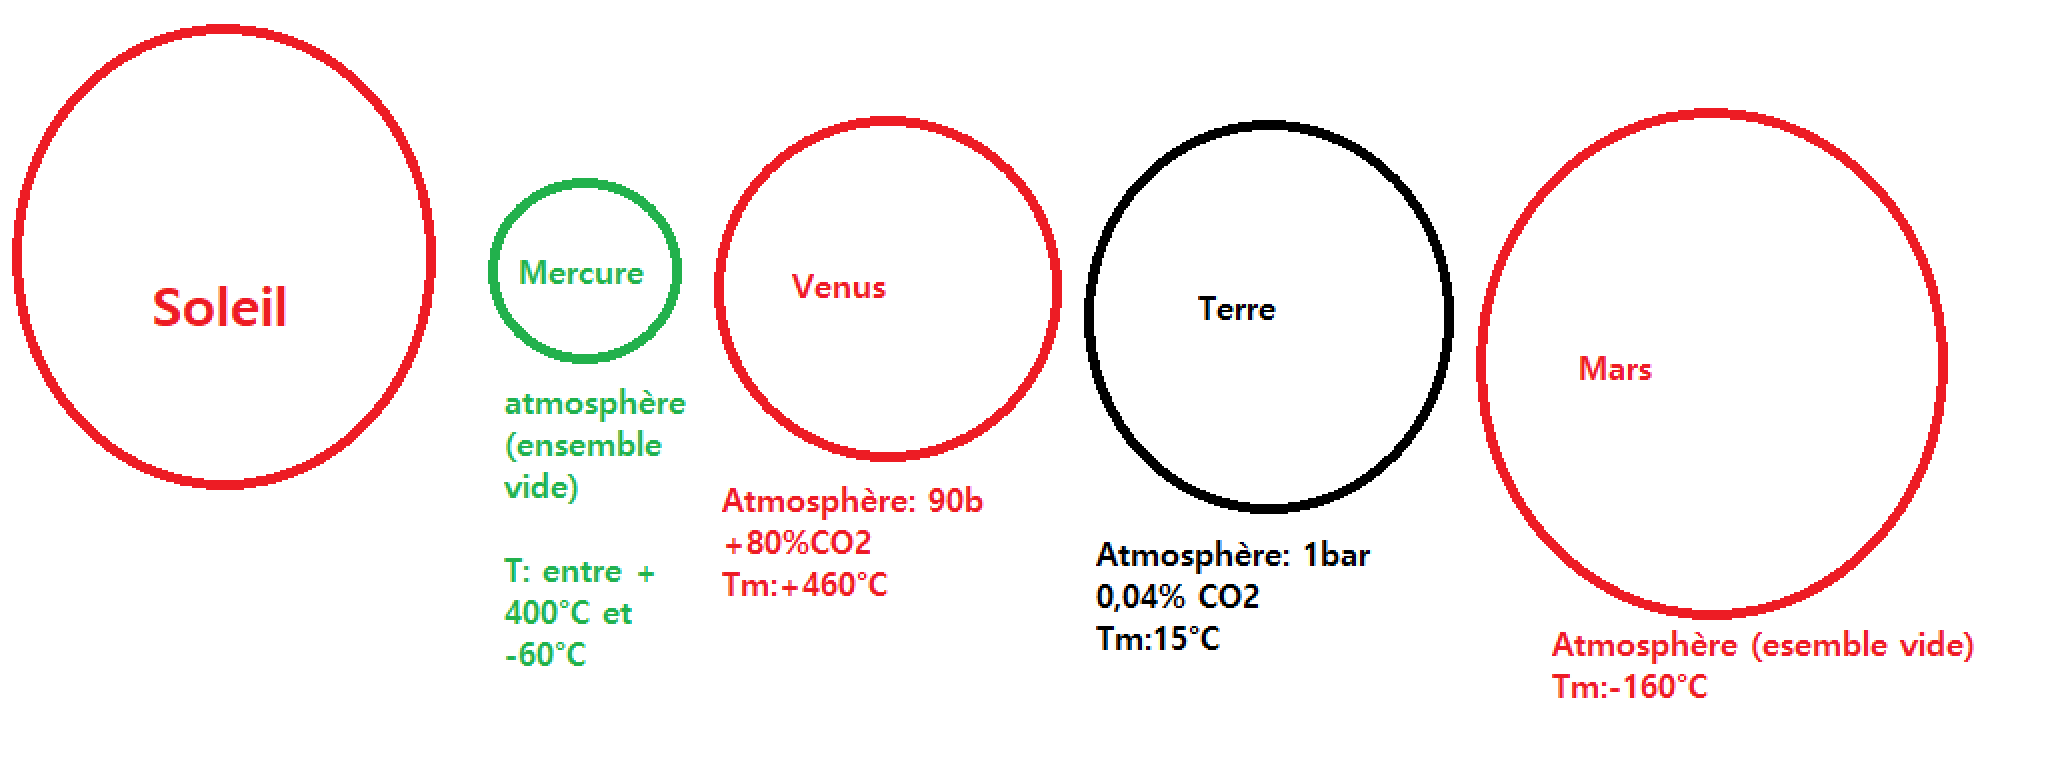 Soleil
Mercure
Venus
Terre
Mars
atmosphère
(ensemble
vide)
T: entre +
400°C et
-60°C
Atmosphère: 90b
+80%CO2
Tm:+460°C
Atmosphère: 1bar
0,04% CO2
Tm:15°C
Atmosphère (esemble vide)
Tm:-160°C